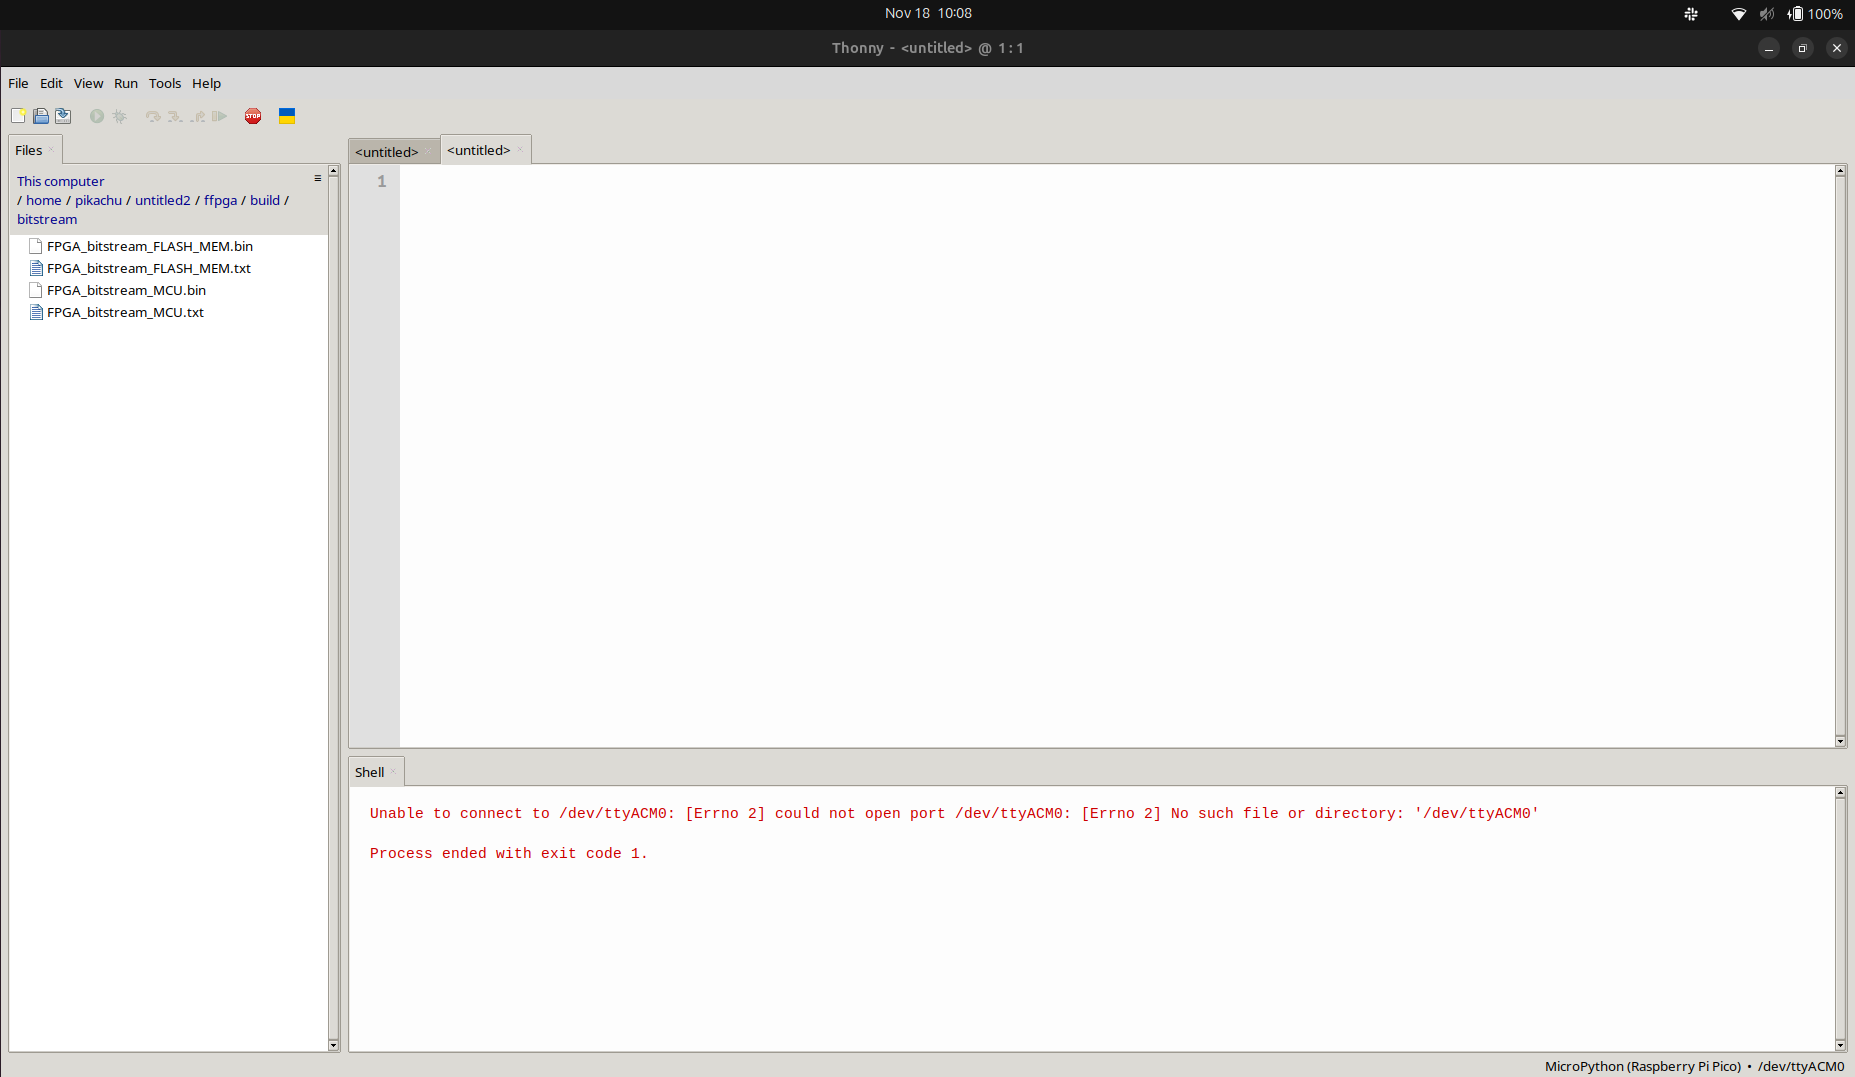 Nov 18 10:08
100%
Thonny - <untitled> @ 1:1
File Edit View Run Tools Help
STOP
Files
<untitled> <untitled>
This computer
/ home / pikachu / untitled2 / ffpga / build /
bitstream
FPGA_bitstream_FLASH_MEM.bin
FPGA_bitstream_FLASH_MEM.txt
FPGA_bitstream_MCU.bin
FPGA_bitstream_MCU.txt
1
Shell
Unable to connect to /dev/ttyACM0: [Errno 2] could not open port /dev/ttyACM0: [Errno 2] No such file or directory: '/dev/ttyACM0'
Process ended with exit code 1.
MicroPython (Raspberry Pi Pico) • /dev/ttyACM0